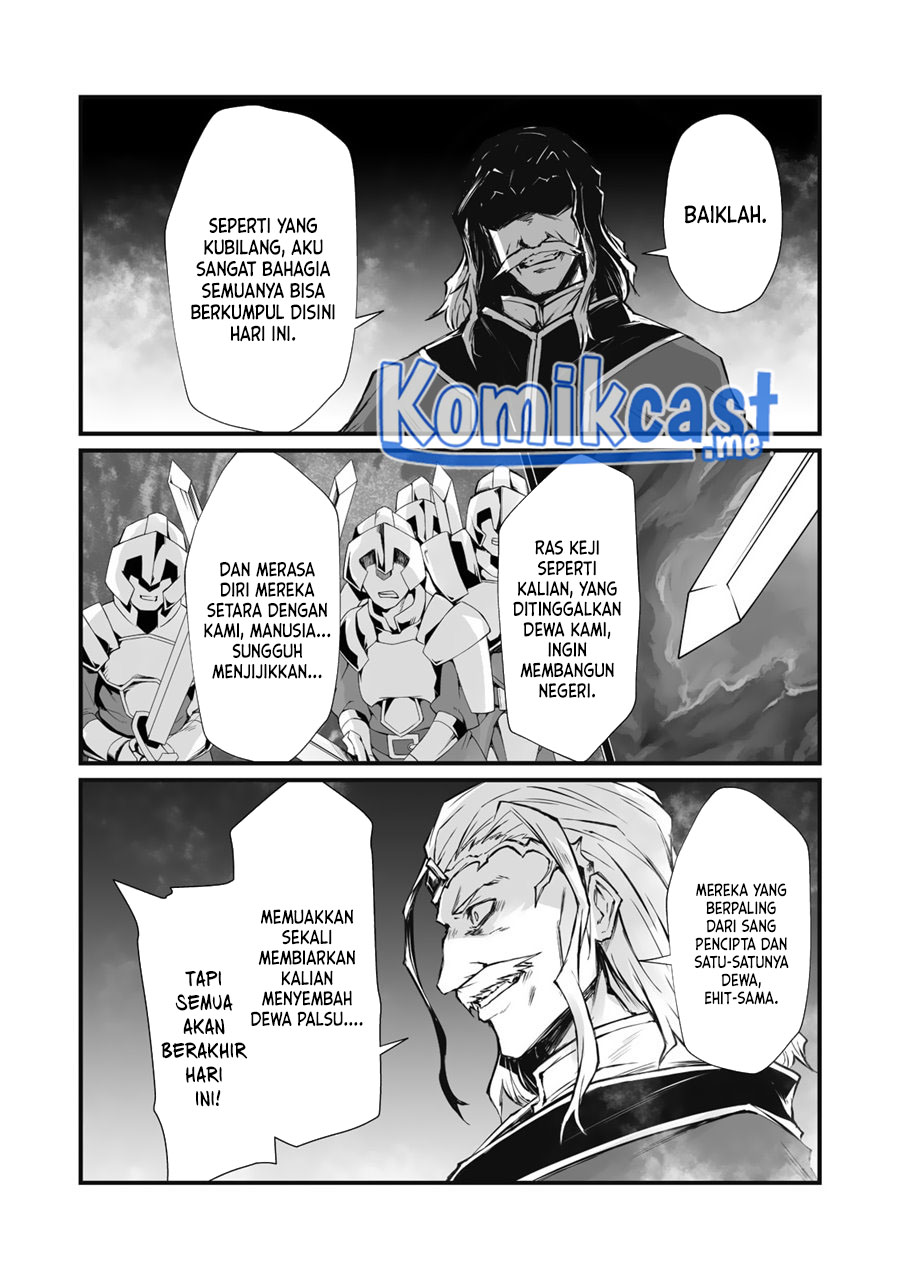 BAIKLAH.
SEPERTI YANG
KUBILANG, AKU
SANGAT BAHAGIA
SEMUANYA BISA
BERKUMPUL DISINI
HARI INI.
Komikcast
.me
RAS KEJI
SEPERTI
KALIAN, YANG
DITINGGALKAN
DEWA KAMI,
INGIN
MEMBANGUN
NEGERI.
DAN MERASA
DIRI MEREKA
SETARA DENGAN
KAMI, MANUSIA...
SUNGGUH
MENJIJIKKAN...
MEREKA YANG
BERPALING
DARI SANG
PENCIPTA DAN
SATU-SATUNYA
DEWA,
EHIT-SAMA.
MEMUAKKAN
SEKALI
MEMBIARKAN
KALIAN
MENYEMBAH
DEWA PALSU....
TAPI
SEMUA
AKAN
BERAKHIR
HARI
INI!